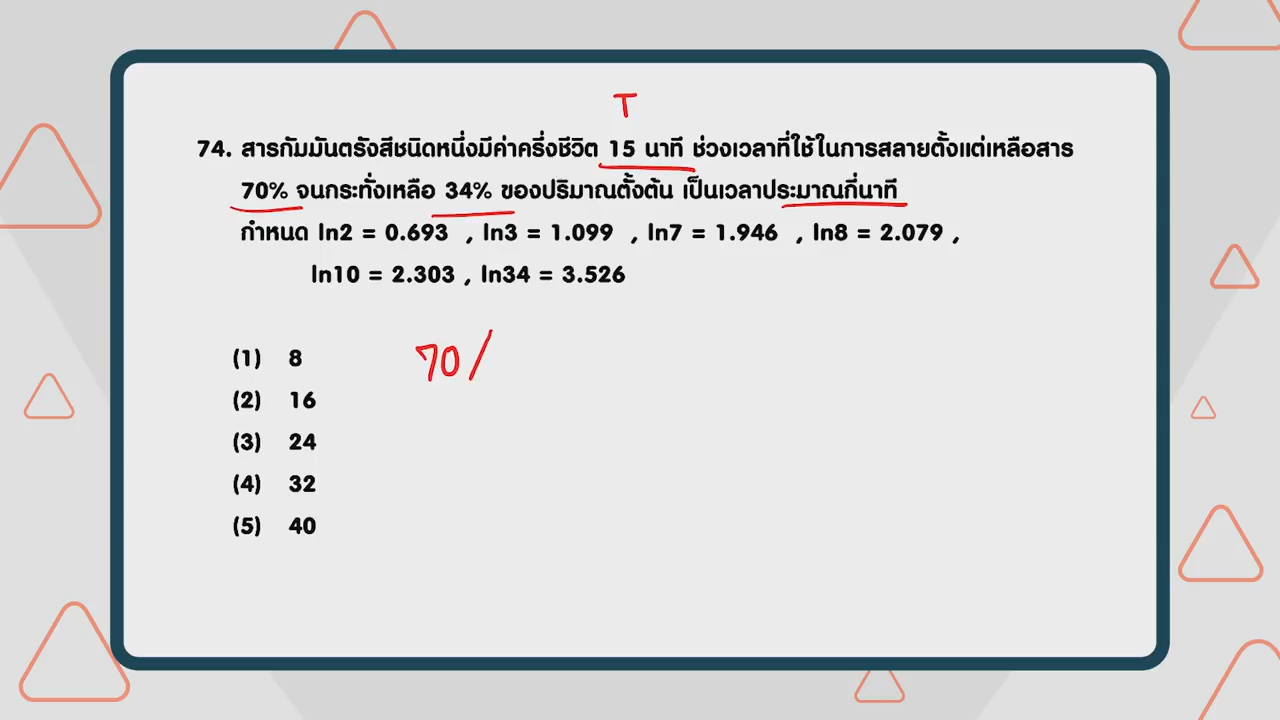 T
74. สารกัมมันตรังสีชนิดหนึ่งมีค่าครึ่งชีวิต 15 นาที ช่วงเวลาที่ใช้ในการสลายตั้งแต่เหลือสาร
70% จนกระทั่งเหลือ 34% ของปริมาณตั้งต้น เป็นเวลาประมาณกี่นาที
กำหนด ln2 = 0.693 , ln3 = 1.099 , ln7 = 1.946 , ln8 = 2.079 ,
ln10 = 2.303 , ln34 = 3.526
(1) 8
70/
(2) 16
(3) 24
(4) 32
(5) 40